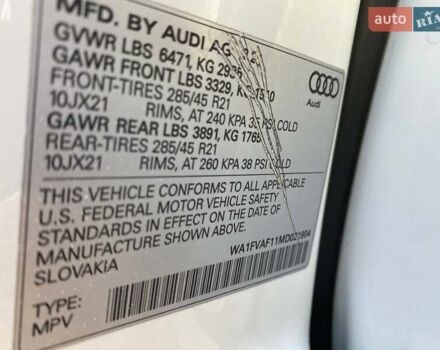 auto RIA
MFD. BY AUDI AG
GVWR LBS 6471, KG
GAWR FRONT LBS 3329, KG
FRONT-TIRES 285/45 R21
10JX21 RIMS, AT 240 KPA 35 PSI COLD
GAWR REAR LBS 3891, KG 1765
REAR-TIRES 285/45 R21
10JX21 RIMS, AT 260 KPA 38 PSI COLD
Audi
THIS VEHICLE CONFORMS TO ALL APPLICABLE
U.S. FEDERAL MOTOR VEHICLE SAFETY
STANDARDS IN EFFECT ON THE DATE OF
MANUFACTURE SHOWN ABOVE.
SLOVAKIA
WA1FVAF11MD021904
TYPE:
MPV